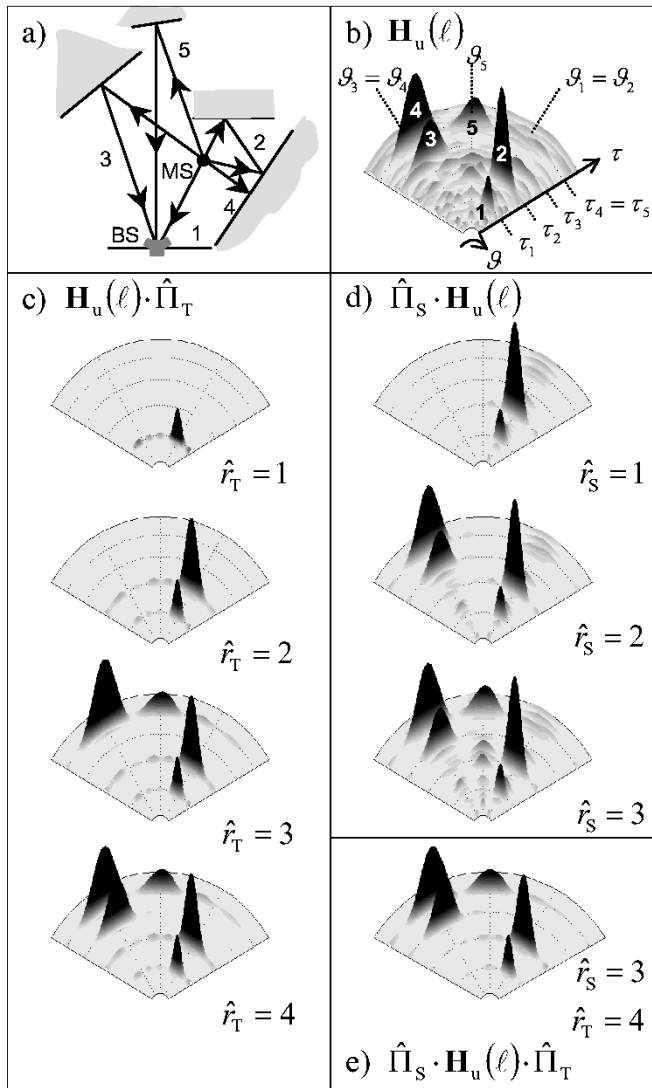 a)
5
3
MS
2
4
BS
1
b) H_u(ℓ)
ϑ_5
ϑ_3 = ϑ_4
ϑ_1 = ϑ_2
4
3
5
2
1
τ
τ_4 = τ_5
τ_3
τ_2
τ_1
ϑ
c) H_u(ℓ)·Π̂_T
r̂_T = 1
r̂_T = 2
r̂_T = 3
r̂_T = 4
d) Π̂_S·H_u(ℓ)
r̂_S = 1
r̂_S = 2
r̂_S = 3
r̂_S = 3
r̂_T = 4
e) Π̂_S·H_u(ℓ)·Π̂_T